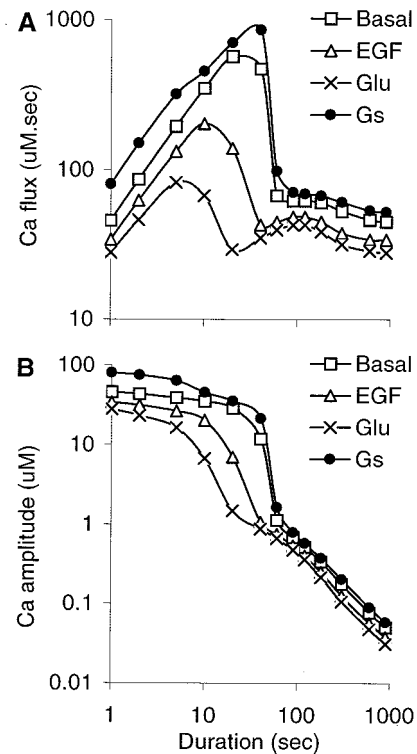 A
1000
100
10
Ca flux (uM.sec)
Basal
EGF
Glu
Gs
B
100
10
1
0.1
0.01
Ca amplitude (uM)
Basal
EGF
Glu
Gs
1 10 100 1000
Duration (sec)